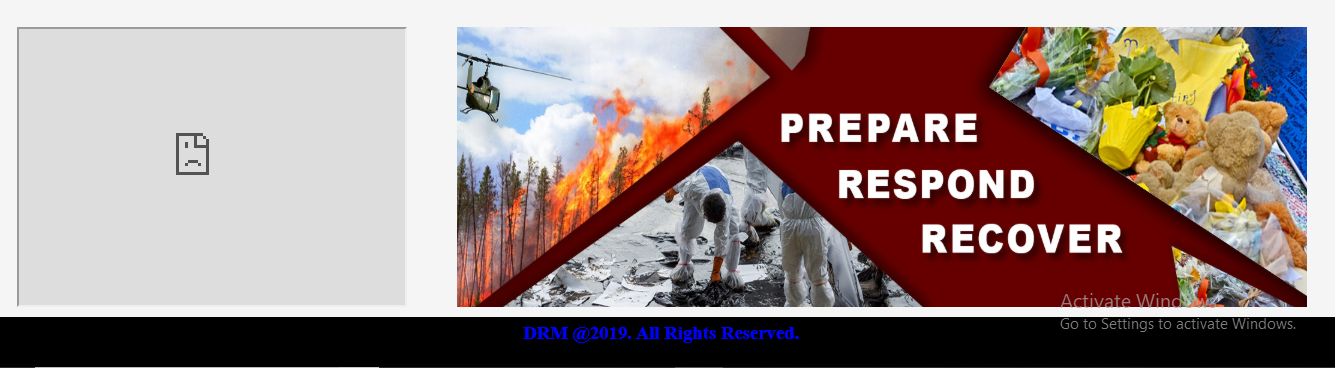 PREPARE
RESPOND
RECOVER
Activate Windows
Go to Settings to activate Windows.
DRM @2019. All Rights Reserved.